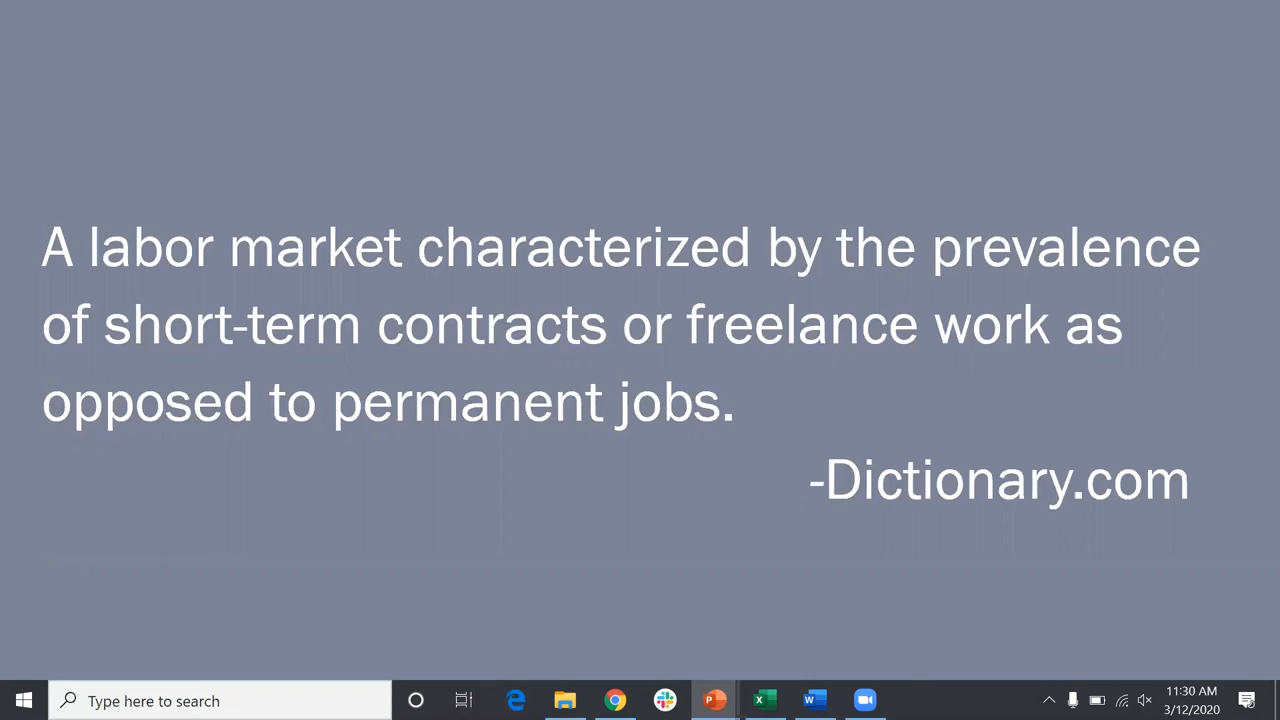 A labor market characterized by the prevalence
of short-term contracts or freelance work as
opposed to permanent jobs.
-Dictionary.com
Type here to search
11:30 AM
3/12/2020